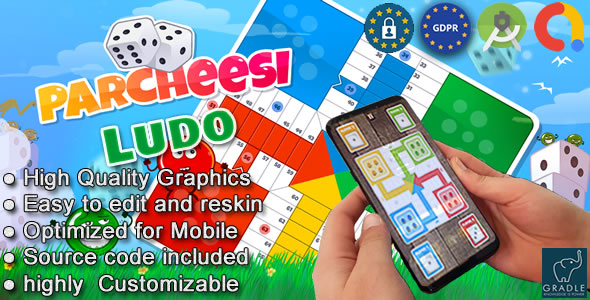 GDPR
PARCHEESI
LUDO
• High Quality Graphics
• Easy to edit and reskin
• Optimized for Mobile
• Source code included
• highly Customizable
GRADLE